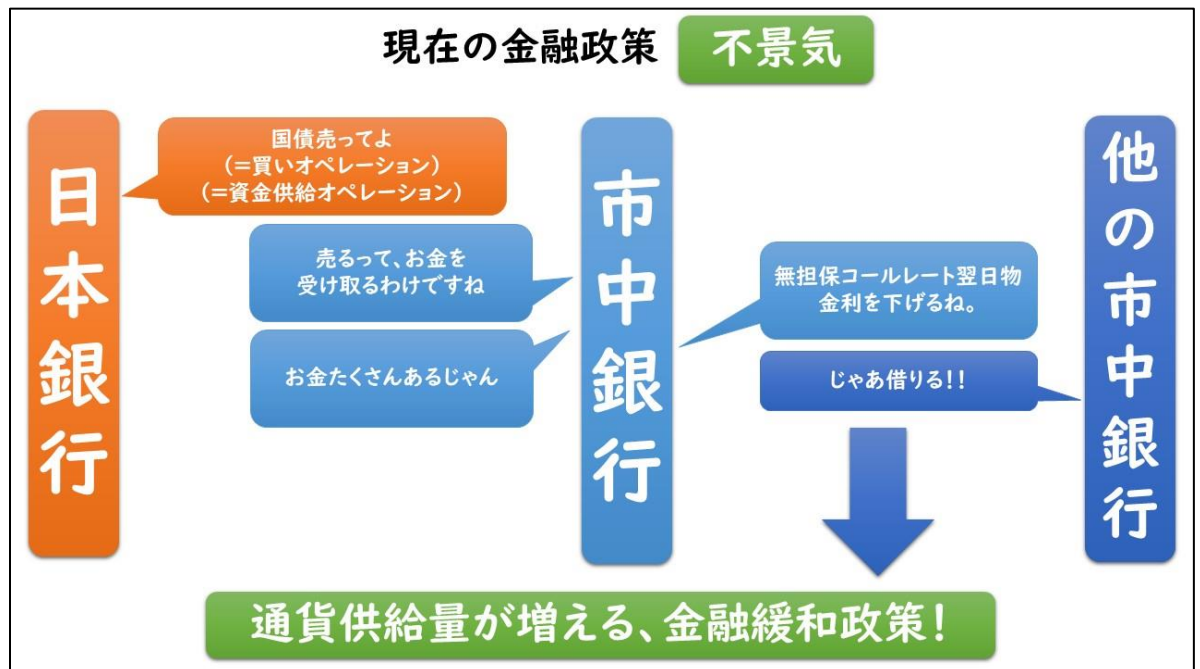 現在の金融政策 不景気
日本銀行
国債売ってよ
(=買いオペレーション)
(=資金供給オペレーション)
売るって、お金を
受け取るわけですね
お金たくさんあるじゃん
市中銀行
無担保コールレート翌日物
金利を下げるね。
じゃあ借りる!!
他の市中銀行
通貨供給量が増える、金融緩和政策!